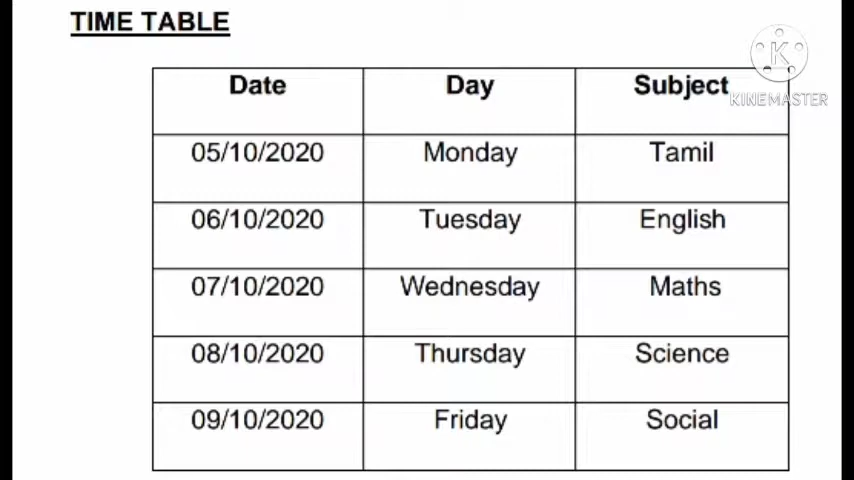 TIME TABLE
K
KINEMASTER
Date Day Subject
05/10/2020 Monday Tamil
06/10/2020 Tuesday English
07/10/2020 Wednesday Maths
08/10/2020 Thursday Science
09/10/2020 Friday Social